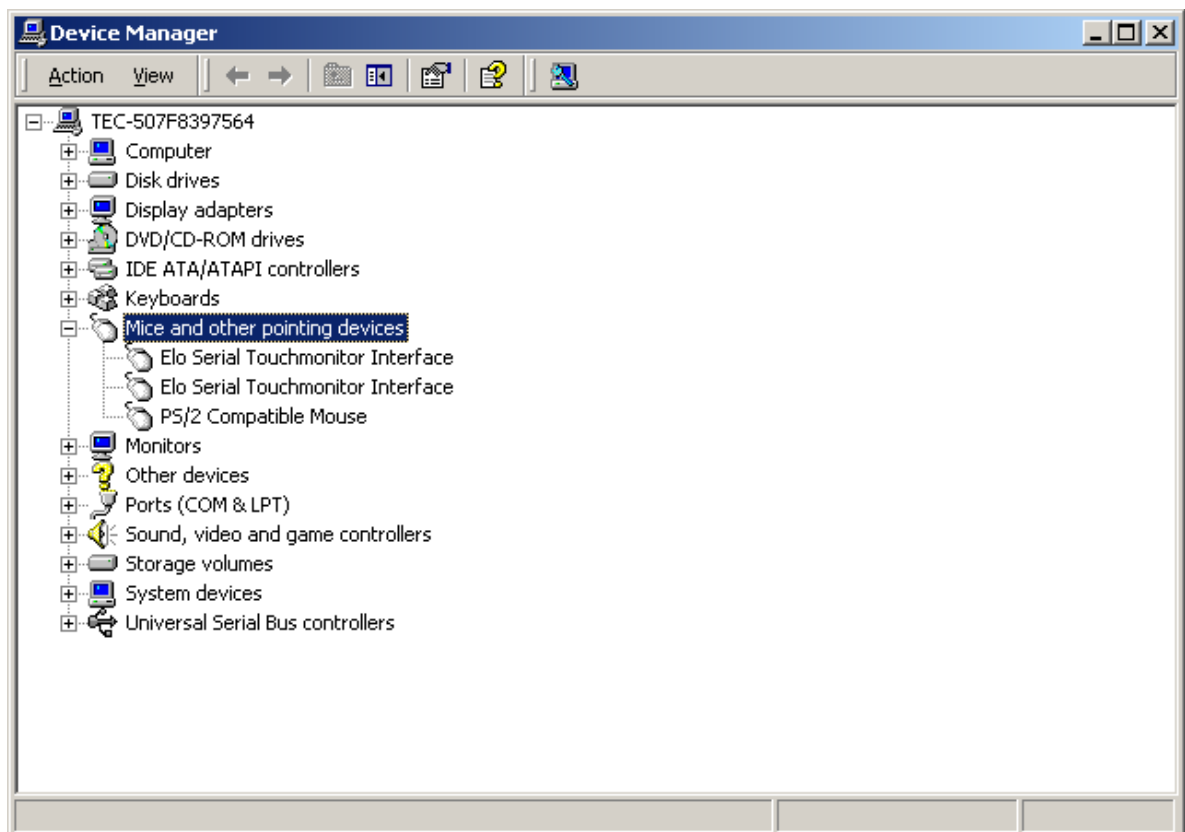 Device Manager
Action View
TEC-507F8397564
Computer
Disk drives
Display adapters
DVD/CD-ROM drives
IDE ATA/ATAPI controllers
Keyboards
Mice and other pointing devices
Elo Serial Touchmonitor Interface
Elo Serial Touchmonitor Interface
PS/2 Compatible Mouse
Monitors
Other devices
Ports (COM & LPT)
Sound, video and game controllers
Storage volumes
System devices
Universal Serial Bus controllers